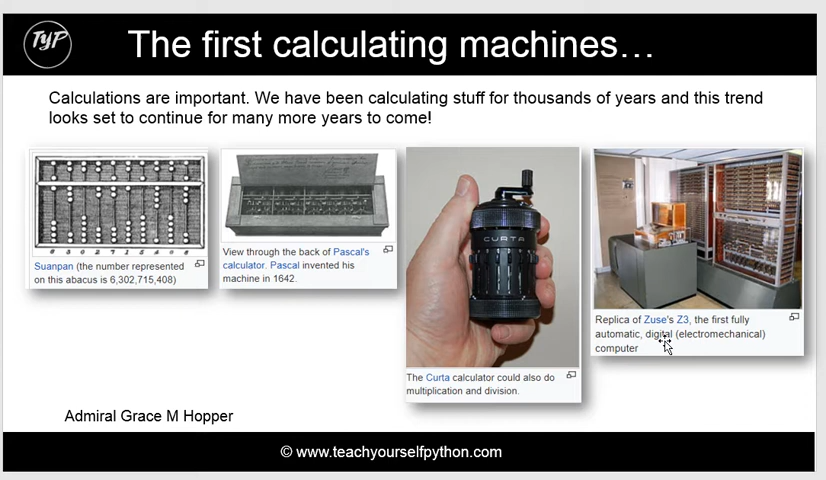 TYP
The first calculating machines…
Calculations are important. We have been calculating stuff for thousands of years and this trend
looks set to continue for many more years to come!
Suanpan (the number represented
on this abacus is 6,302,715,408)
View through the back of Pascal's
calculator. Pascal invented his
machine in 1642.
CURTA
The Curta calculator could also do
multiplication and division.
Replica of Zuse's Z3, the first fully
automatic, digital (electromechanical)
computer
Admiral Grace M Hopper
© www.teachyourselfpython.com